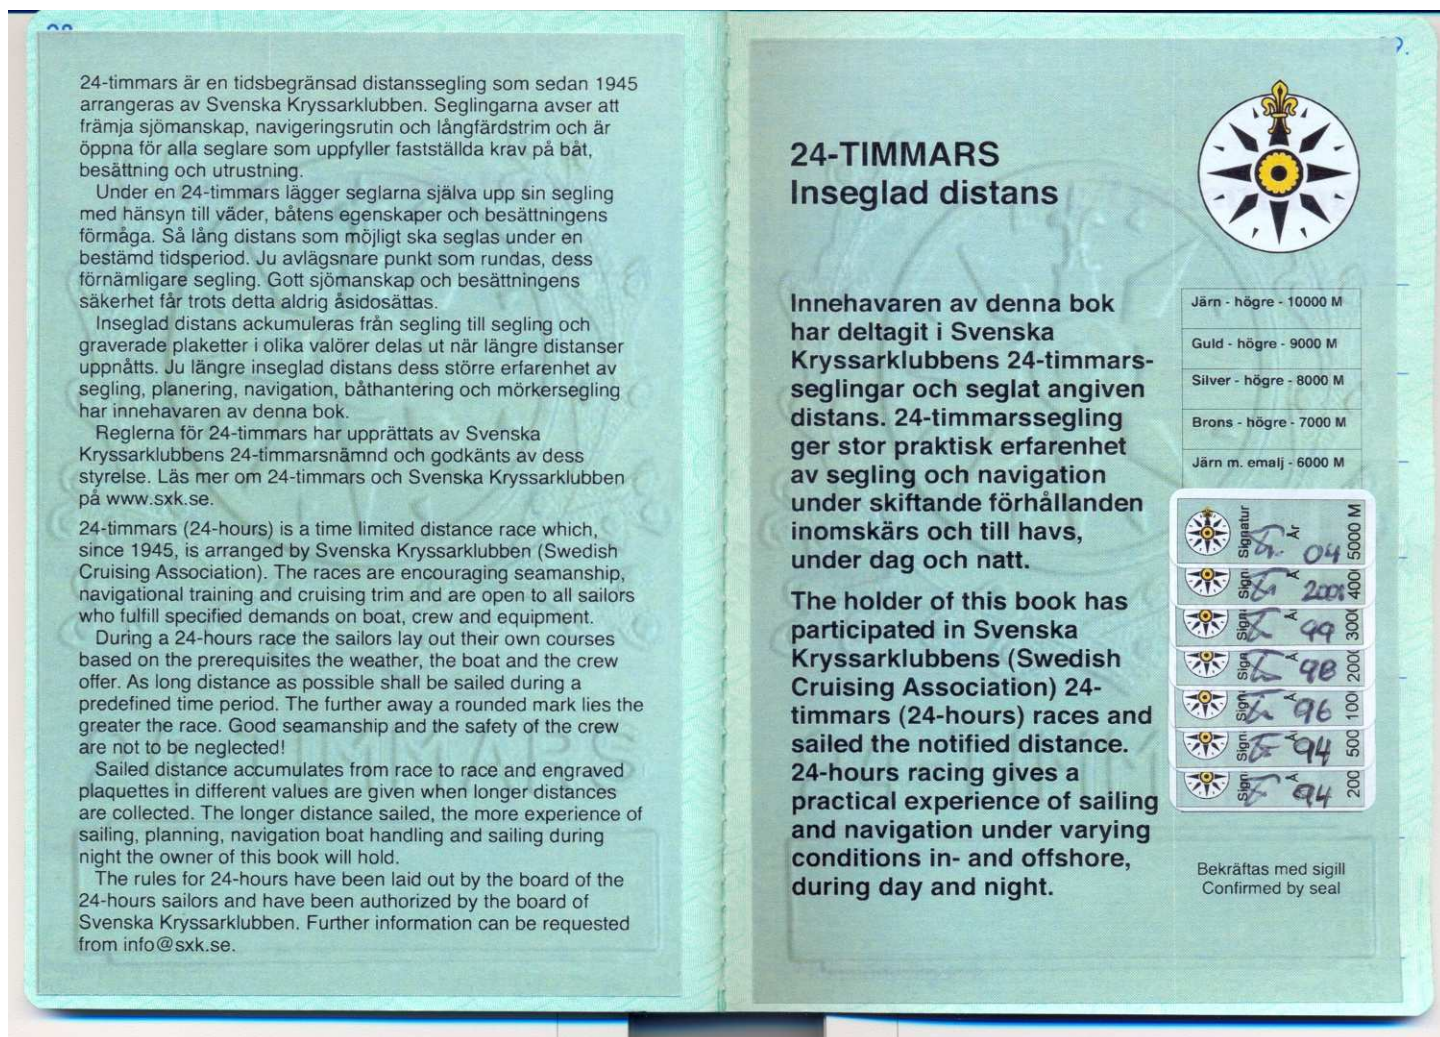 24-timmars är en tidsbegränsad distanssegling som sedan 1945
arrangeras av Svenska Kryssarklubben. Seglingarna avser att
främja sjömanskap, navigeringsrutin och långfärdstrim och är
öppna för alla seglare som uppfyller fastställda krav på båt,
besättning och utrustning.
Under en 24-timmars lägger seglarna själva upp sin segling
med hänsyn till väder, båtens egenskaper och besättningens
förmåga. Så lång distans som möjligt ska seglas under en
bestämd tidsperiod. Ju avlägsnare punkt som rundas, dess
förnämligare segling. Gott sjömanskap och besättningens
säkerhet får trots detta aldrig åsidosättas.
Inseglad distans ackumuleras från segling till segling och
graverade plaketter i olika valörer delas ut när längre distanser
uppnåtts. Ju längre inseglad distans dess större erfarenhet av
segling, planering, navigation, båthantering och mörkersegling
har innehavaren av denna bok.
Reglerna för 24-timmars har upprättats av Svenska
Kryssarklubbens 24-timmarsnämnd och godkänts av dess
styrelse. Läs mer om 24-timmars och Svenska Kryssarklubben
på www.sxk.se.
24-timmars (24-hours) is a time limited distance race which,
since 1945, is arranged by Svenska Kryssarklubben (Swedish
Cruising Association). The races are encouraging seamanship,
navigational training and cruising trim and are open to all sailors
who fulfill specified demands on boat, crew and equipment.
During a 24-hours race the sailors lay out their own courses
based on the prerequisites the weather, the boat and the crew
offer. As long distance as possible shall be sailed during a
predefined time period. The further away a rounded mark lies the
greater the race. Good seamanship and the safety of the crew
are not to be neglected!
Sailed distance accumulates from race to race and engraved
plaquettes in different values are given when longer distances
are collected. The longer distance sailed, the more experience of
sailing, planning, navigation boat handling and sailing during
night the owner of this book will hold.
The rules for 24-hours have been laid out by the board of the
24-hours sailors and have been authorized by the board of
Svenska Kryssarklubben. Further information can be requested
from info@sxk.se.
24-TIMMARS
Inseglad distans
Innehavaren av denna bok
har deltagit i Svenska
Kryssarklubbens 24-timmars-
seglingar och seglat angiven
distans. 24-timmarssegling
ger stor praktisk erfarenhet
av segling och navigation
under skiftande förhållanden
inomskärs och till havs,
under dag och natt.
The holder of this book has
participated in Svenska
Kryssarklubbens (Swedish
Cruising Association) 24-
timmars (24-hours) races and
sailed the notified distance.
24-hours racing gives a
practical experience of sailing
and navigation under varying
conditions in- and offshore,
during day and night.
Järn - högre - 10000 M
Guld - högre - 9000 M
Silver - högre - 8000 M
Brons - högre - 7000 M
Järn m. emalj - 6000 M
Signatur År 04 5000 M
Sign Å 4000
Sign Å 99 3000
Sign Å 98 2000
Sign Å 96 100
Sign Å 94 500
Sign Å 94 200
Bekräftas med sigill
Confirmed by seal